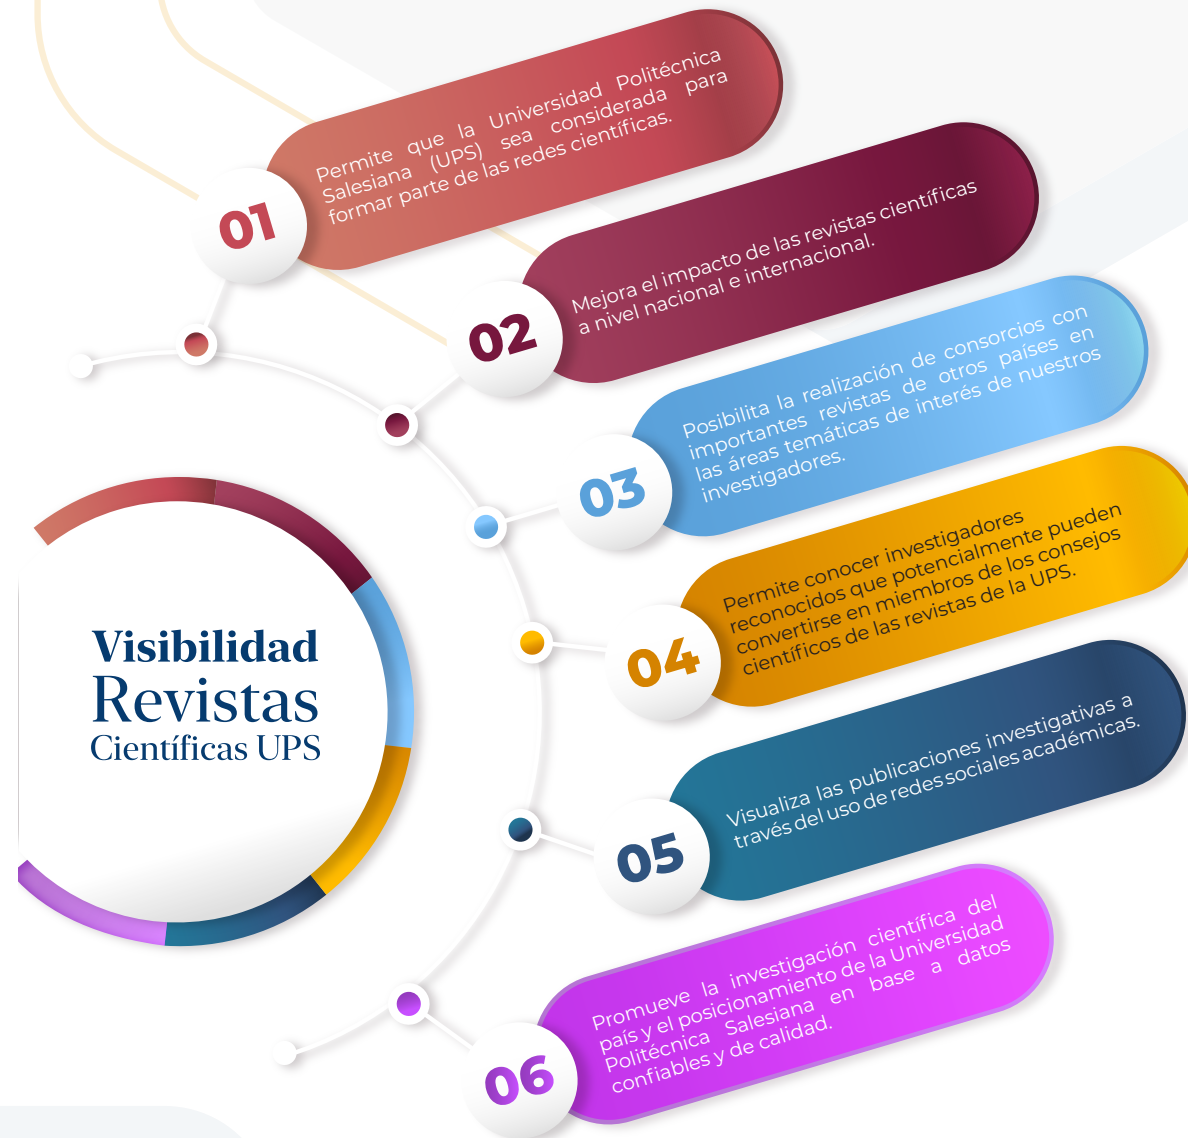 01
Permite que la Universidad Politécnica
Salesiana (UPS) sea considerada para
formar parte de las redes científicas.
02
Mejora el impacto de las revistas científicas
a nivel nacional e internacional.
03
Posibilita la realización de consorcios con
importantes revistas de otros países en
las áreas temáticas de interés de nuestros
investigadores.
04
Permite conocer investigadores
reconocidos que potencialmente pueden
convertirse en miembros de los consejos
científicos de las revistas de la UPS.
Visibilidad
Revistas
Científicas UPS
05
Visualiza las publicaciones investigativas a
través del uso de redes sociales académicas.
06
Promueve la investigación científica del
país y el posicionamiento de la Universidad
Politécnica Salesiana en base a datos
confiables y de calidad.